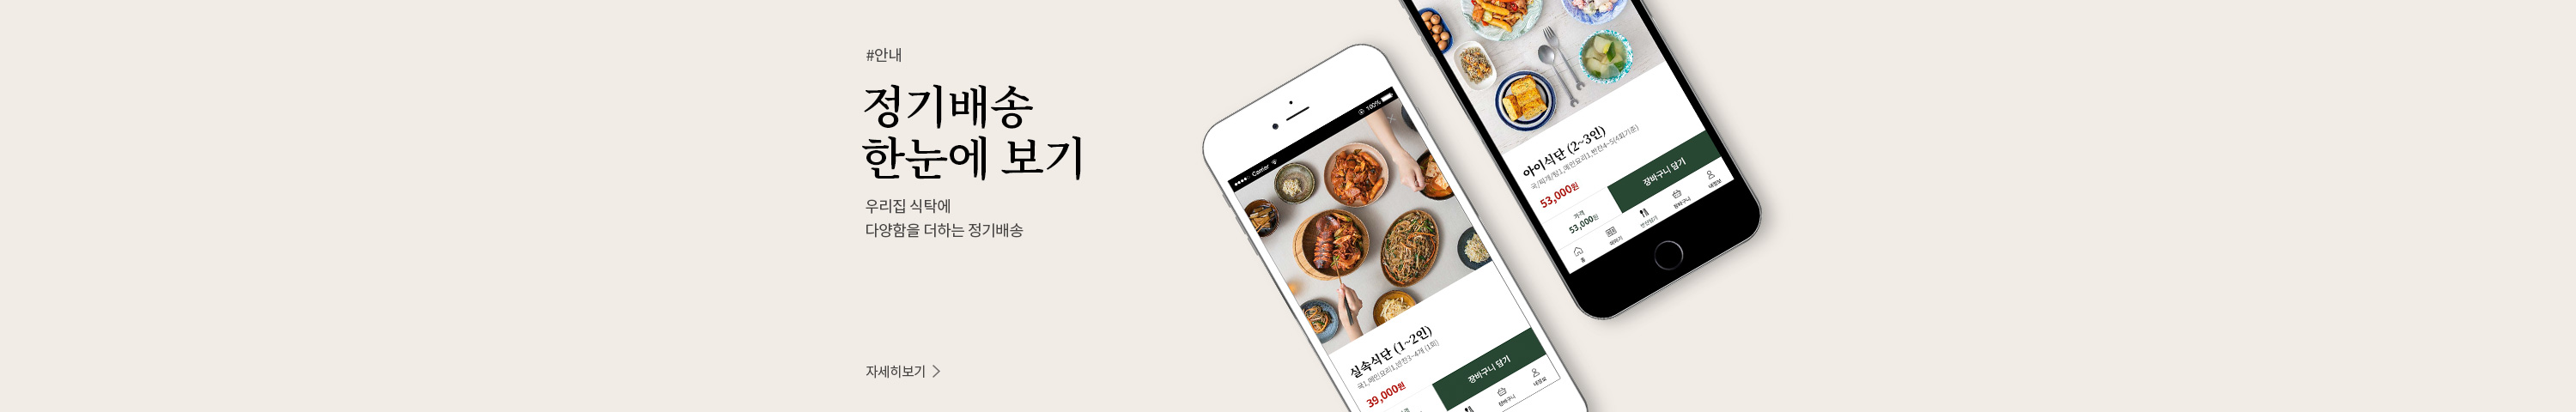 #안내
정기배송
한눈에 보기
우리집 식탁에
다양함을 더하는 정기배송
자세히보기
Carrier
100%
실속식단 (1~2인)
국1,메인요리1,반찬3~4개 (1회)
39,000원
장바구니 담기
장바구니
내정보
아이식단 (2~3인)
국/찌개/탕1,메인요리1,반찬4~5(4회기준)
53,000원
장바구니 담기
가격
53,000원
홈
장바구니
내정보